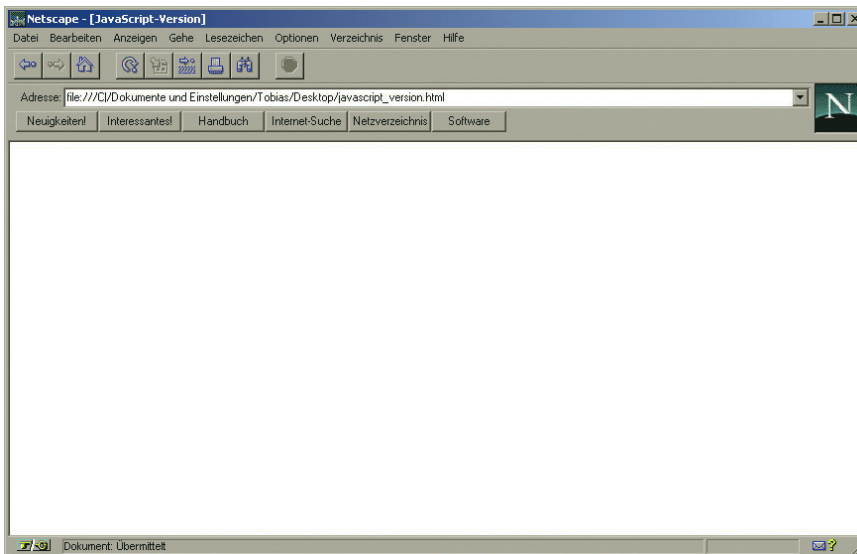 Netscape - [JavaScript-Version]
Datei Bearbeiten Anzeigen Gehe Lesezeichen Optionen Verzeichnis Fenster Hilfe
Adresse: file:///C|/Dokumente und Einstellungen/Tobias/Desktop/javascript_version.html
N
Neuigkeiten! Interessantes! Handbuch Internet-Suche Netzverzeichnis Software
Dokument: Übermittelt